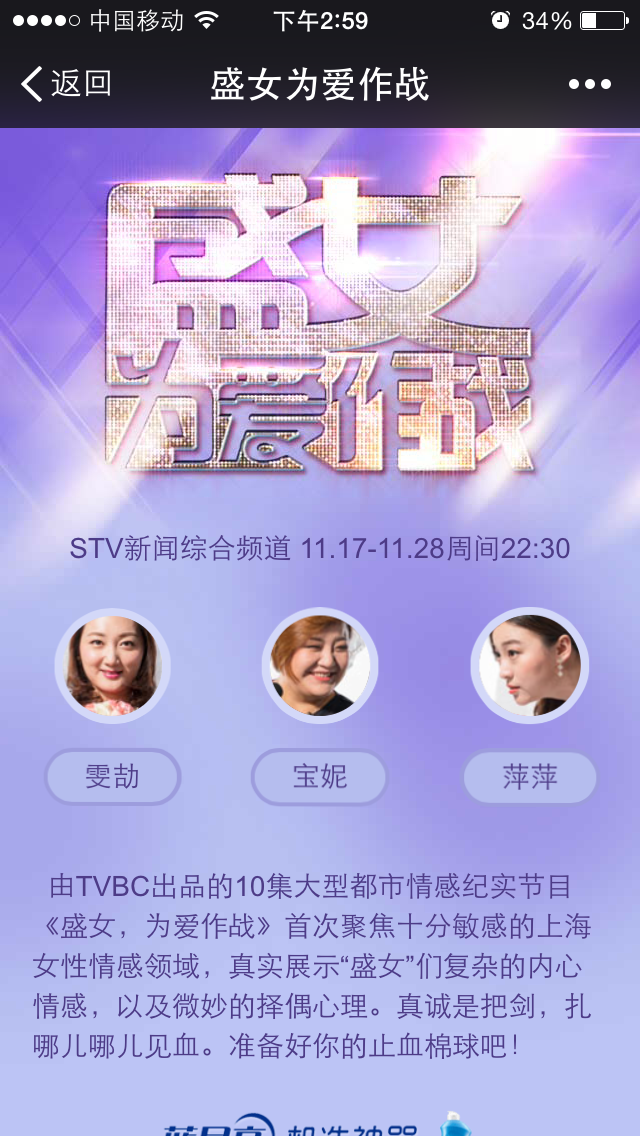 中国移动 下午2:59 34%
返回 盛女为爱作战
盛女
为爱作战
STV新闻综合频道 11.17-11.28周间22:30
雯劼 宝妮 萍萍
由TVBC出品的10集大型都市情感纪实节目
《盛女，为爱作战》首次聚焦十分敏感的上海
女性情感领域，真实展示“盛女”们复杂的内心
情感，以及微妙的择偶心理。真诚是把剑，扎
哪儿哪儿见血。准备好你的止血棉球吧！